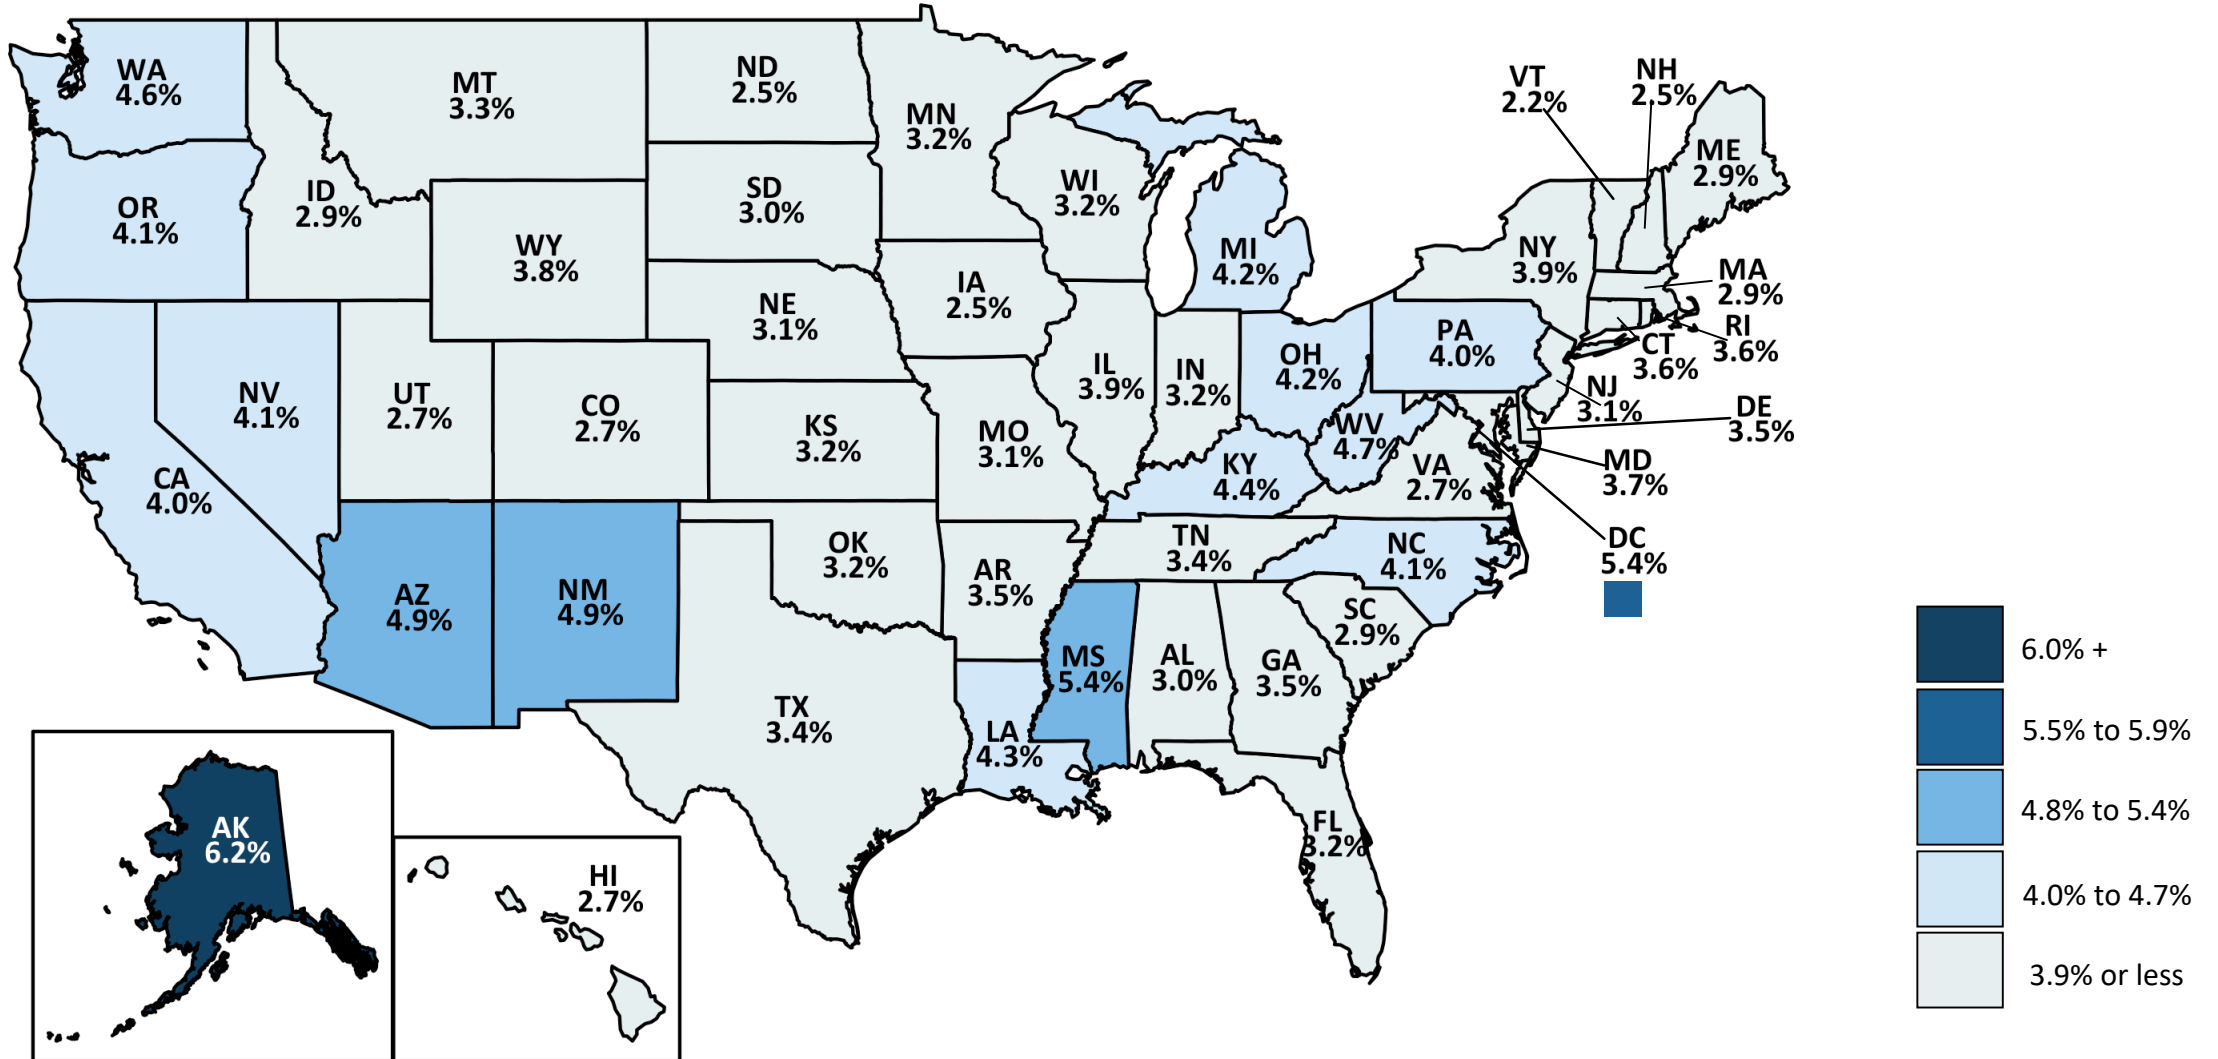 WA
4.6%
MT
3.3%
ND
2.5%
MN
3.2%
VT
2.2%
NH
2.5%
ME
2.9%
OR
4.1%
ID
2.9%
WY
3.8%
SD
3.0%
WI
3.2%
MI
4.2%
NY
3.9%
MA
2.9%
RI
3.6%
CT
3.6%
NJ
3.1%
DE
3.5%
MD
3.7%
DC
5.4%
NV
4.1%
UT
2.7%
CO
2.7%
NE
3.1%
IA
2.5%
IL
3.9%
IN
3.2%
OH
4.2%
PA
4.0%
CA
4.0%
KS
3.2%
MO
3.1%
KY
4.4%
WV
4.7%
VA
2.7%
AZ
4.9%
NM
4.9%
OK
3.2%
AR
3.5%
TN
3.4%
NC
4.1%
SC
2.9%
TX
3.4%
LA
4.3%
MS
5.4%
AL
3.0%
GA
3.5%
FL
3.2%
AK
6.2%
HI
2.7%
6.0% +
5.5% to 5.9%
4.8% to 5.4%
4.0% to 4.7%
3.9% or less